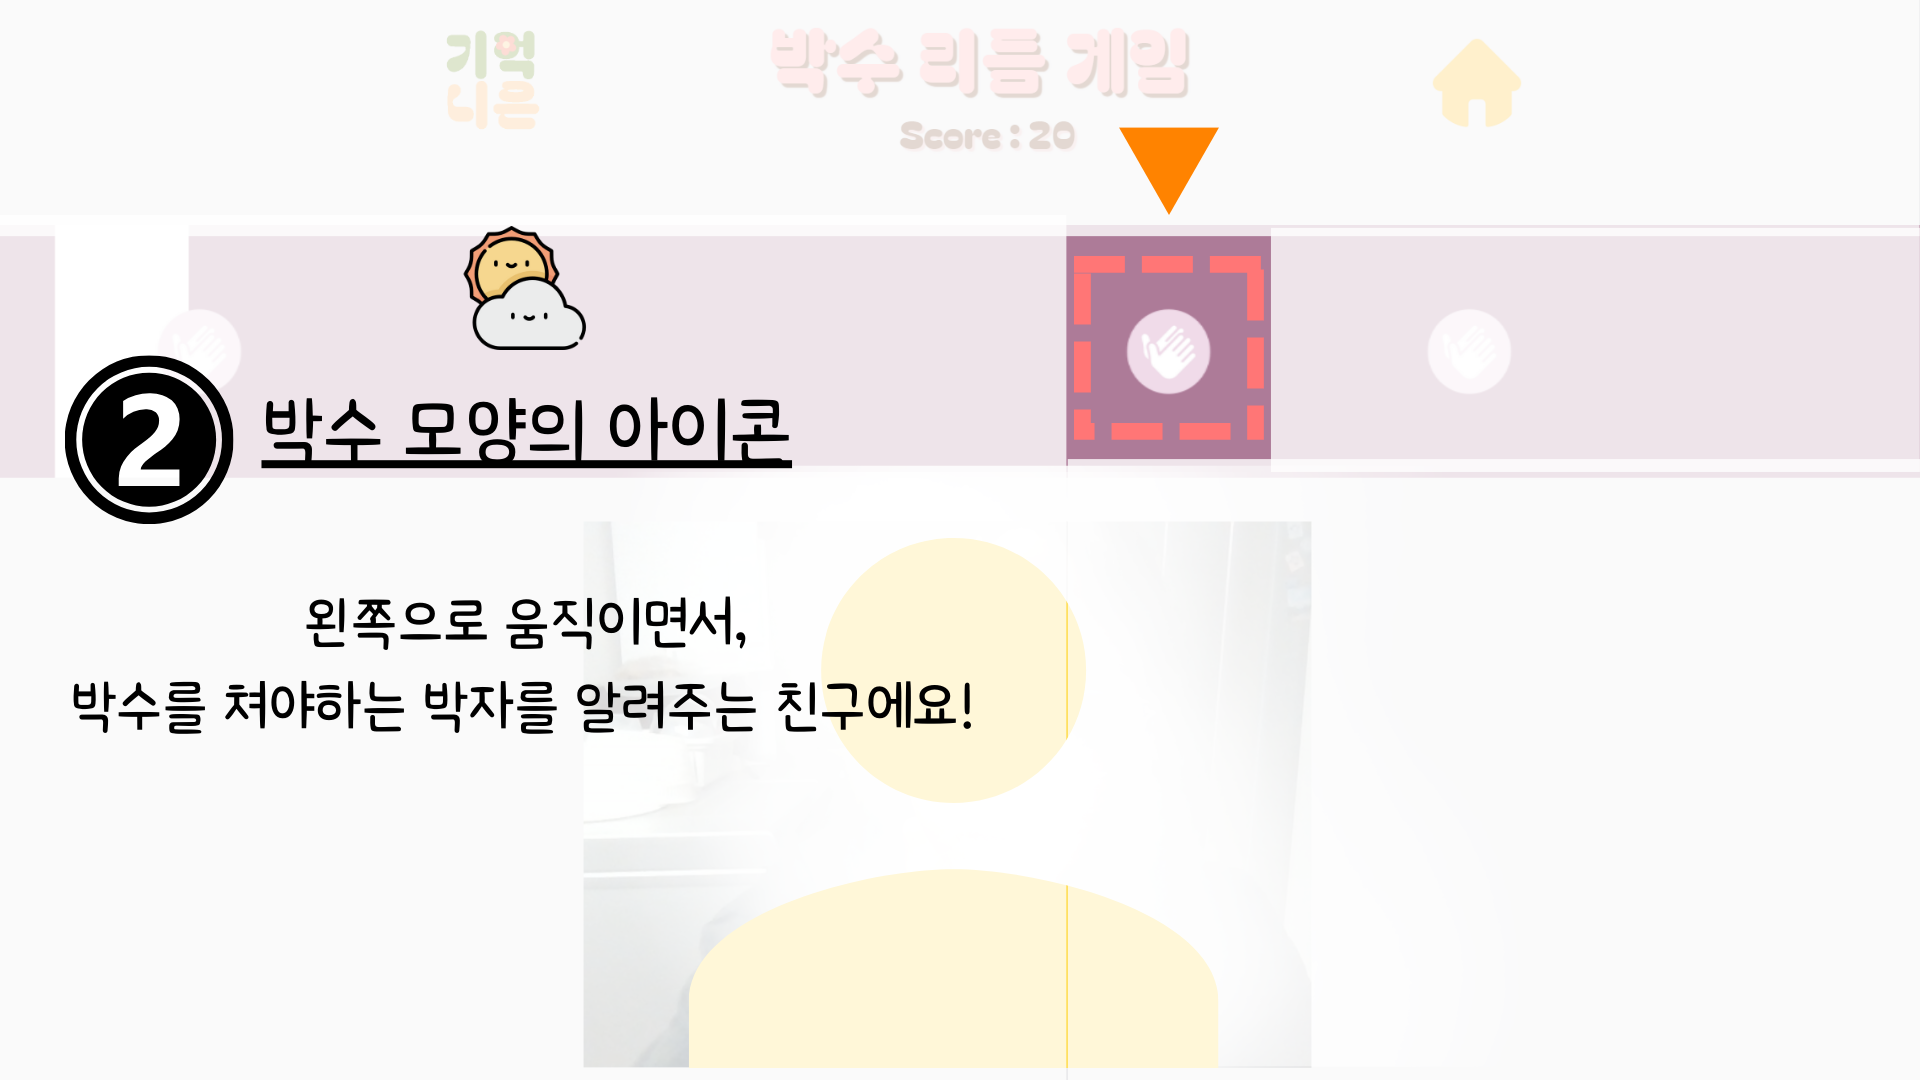 기억
니은
박수 리듬 게임
Score : 20
2
박수 모양의 아이콘
왼쪽으로 움직이면서,
박수를 쳐야하는 박자를 알려주는 친구에요!